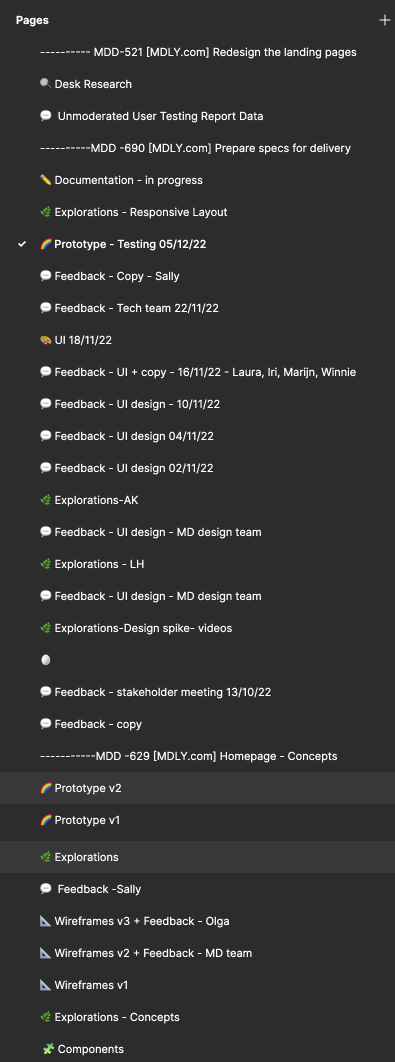 Pages
---------- MDD-521 [MDLY.com] Redesign the landing pages
🔍 Desk Research
💬 Unmoderated User Testing Report Data
----------MDD -690 [MDLY.com] Prepare specs for delivery
✏️ Documentation - in progress
🌿 Explorations - Responsive Layout
🌈 Prototype - Testing 05/12/22
💬 Feedback - Copy - Sally
💬 Feedback - Tech team 22/11/22
🎨 UI 18/11/22
💬 Feedback - UI + copy - 16/11/22 - Laura, Iri, Marijn, Winnie
💬 Feedback - UI design - 10/11/22
💬 Feedback - UI design 04/11/22
💬 Feedback - UI design 02/11/22
🌿 Explorations-AK
💬 Feedback - UI design - MD design team
🌿 Explorations - LH
💬 Feedback - UI design - MD design team
🌿 Explorations-Design spike- videos
🥚
💬 Feedback - stakeholder meeting 13/10/22
💬 Feedback - copy
-----------MDD -629 [MDLY.com] Homepage - Concepts
🌈 Prototype v2
🌈 Prototype v1
🌿 Explorations
💬 Feedback -Sally
📐 Wireframes v3 + Feedback - Olga
📐 Wireframes v2 + Feedback - MD team
📐 Wireframes v1
🌿 Explorations - Concepts
🧩 Components